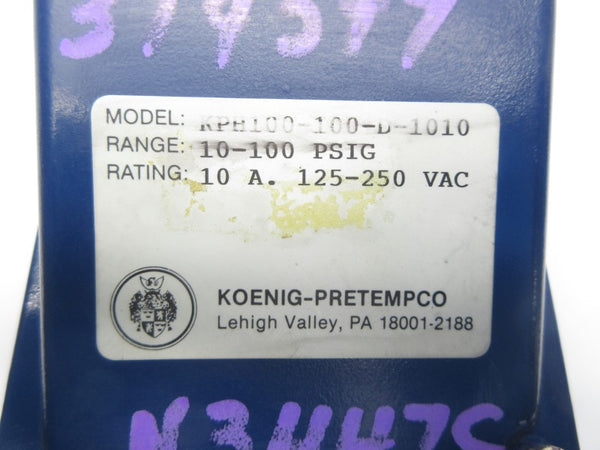 MODEL: KPH100-100-D-1010
RANGE: 10-100 PSIG
RATING: 10 A. 125-250 VAC
KOENIG-PRETEMPCO
Lehigh Valley, PA 18001-2188